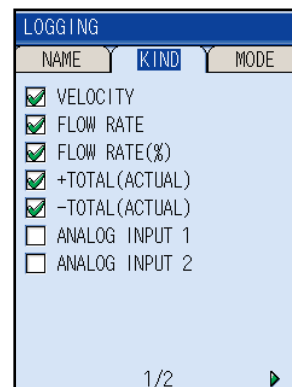 LOGGING
NAME KIND MODE
VELOCITY
FLOW RATE
FLOW RATE(%)
+TOTAL(ACTUAL)
-TOTAL(ACTUAL)
ANALOG INPUT 1
ANALOG INPUT 2
1/2